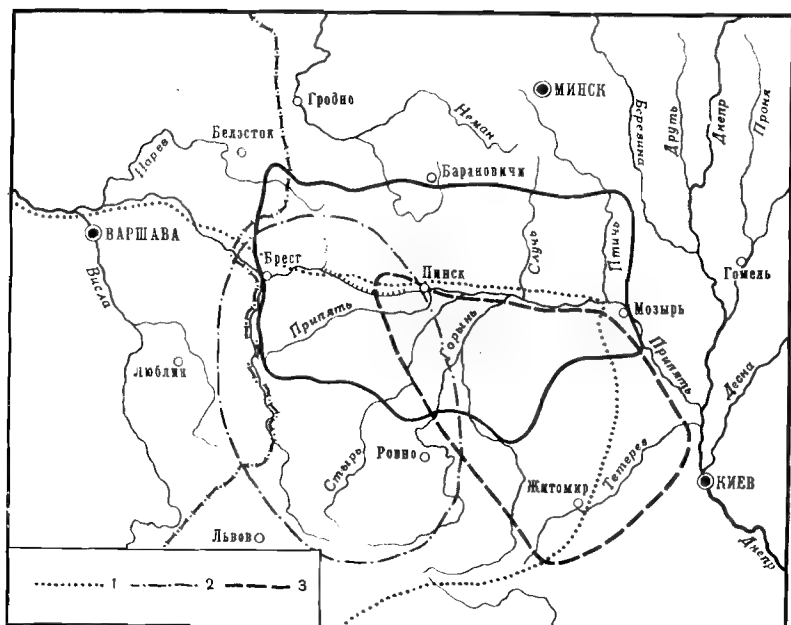 МИНСК
Гродно
Неман
Березина
Друть
Днепр
Проня
Белэсток
Нарев
Барановичи
ВАРШАВА
Висла
Брест
Пинск
Случь
Птичь
Гомель
Мозырь
Припять
Горынь
Припять
Десна
Люблин
Стырь
Ровно
Житомир
Тетерев
КИЕВ
Львов
Днепр
1 2 3